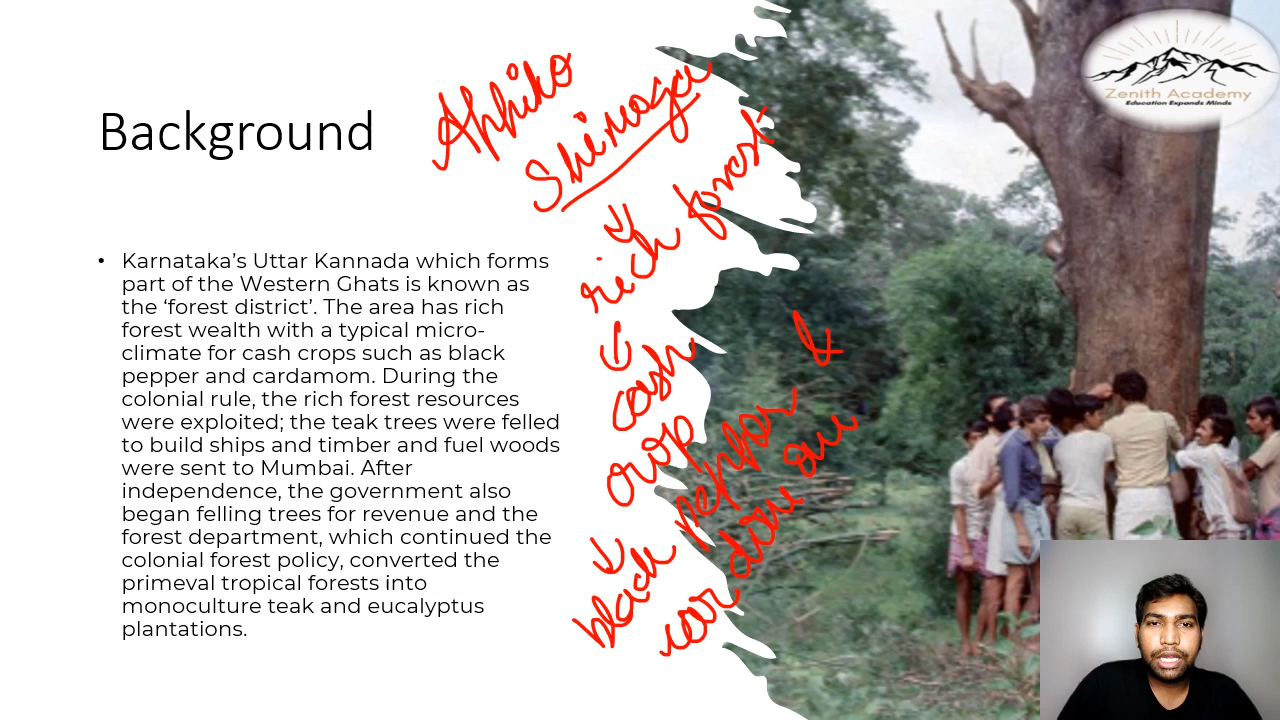 Zenith Academy
Education Expands Minds
Background
Appiko
Shimoga
rich forest
cash
crop
black peppor &
• Karnataka’s Uttar Kannada which forms
part of the Western Ghats is known as
the ‘forest district’. The area has rich
forest wealth with a typical micro-
climate for cash crops such as black
pepper and cardamom. During the
colonial rule, the rich forest resources
were exploited; the teak trees were felled
to build ships and timber and fuel woods
were sent to Mumbai. After
independence, the government also
began felling trees for revenue and the
forest department, which continued the
colonial forest policy, converted the
primeval tropical forests into
monoculture teak and eucalyptus
plantations.